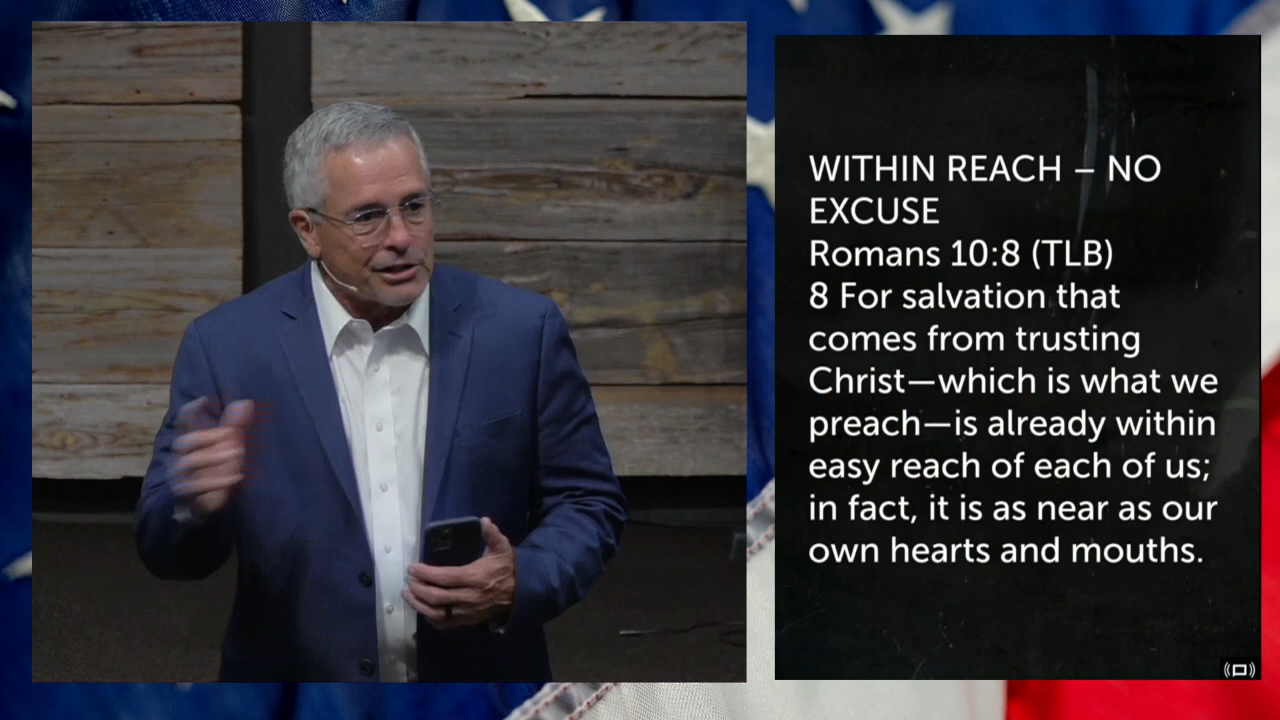 WITHIN REACH – NO
EXCUSE
Romans 10:8 (TLB)
8 For salvation that
comes from trusting
Christ—which is what we
preach—is already within
easy reach of each of us;
in fact, it is as near as our
own hearts and mouths.